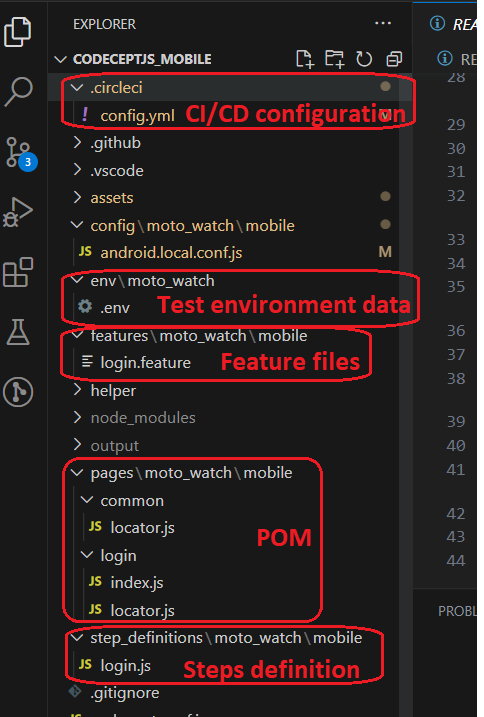 EXPLORER ···
REA
CODECEPTJS_MOBILE
RE
.circleci
28
! config.yml
CI/CD configuration
29
.github
30
.vscode
31
assets
32
config\moto_watch\mobile
33
JS android.local.conf.js M
34
env\moto_watch
35
.env
Test environment data
features\moto_watch\mobile
36
login.feature
Feature files
37
38
helper
node_modules
39
output
40
pages\moto_watch\mobile
41
common
JS locator.js
POM
42
login
43
JS index.js
44
JS locator.js
PROBL
step_definitions\moto_watch\mobile
JS login.js
Steps definition
.gitignore
3